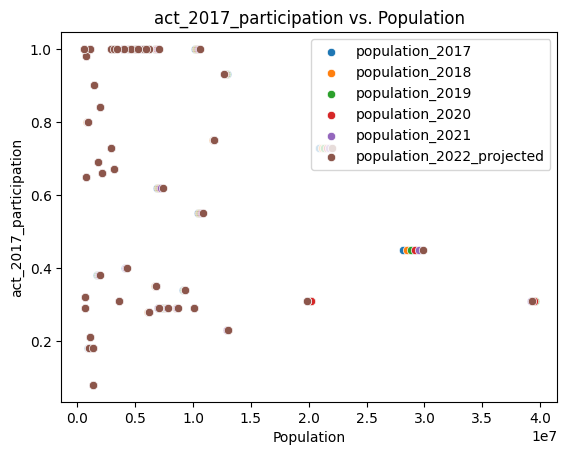 act_2017_participation vs. Population
population_2017
population_2018
population_2019
population_2020
population_2021
population_2022_projected
act_2017_participation
1.0
0.8
0.6
0.4
0.2
0.0
0.5
1.0
1.5
2.0
2.5
3.0
3.5
4.0
1e7
Population